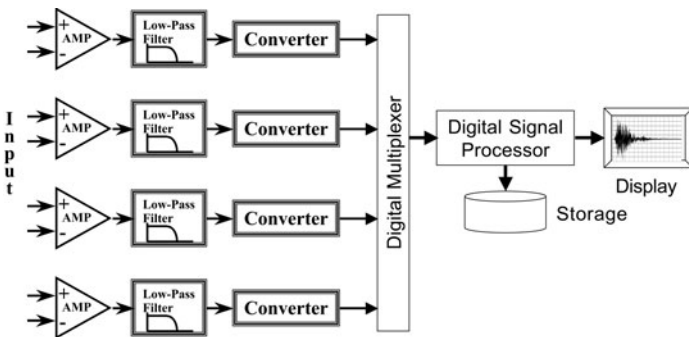 Input
+
-
AMP
Low-Pass
Filter
Converter
+
-
AMP
Low-Pass
Filter
Converter
+
-
AMP
Low-Pass
Filter
Converter
+
-
AMP
Low-Pass
Filter
Converter
Digital Multiplexer
Digital Signal
Processor
Display
Storage